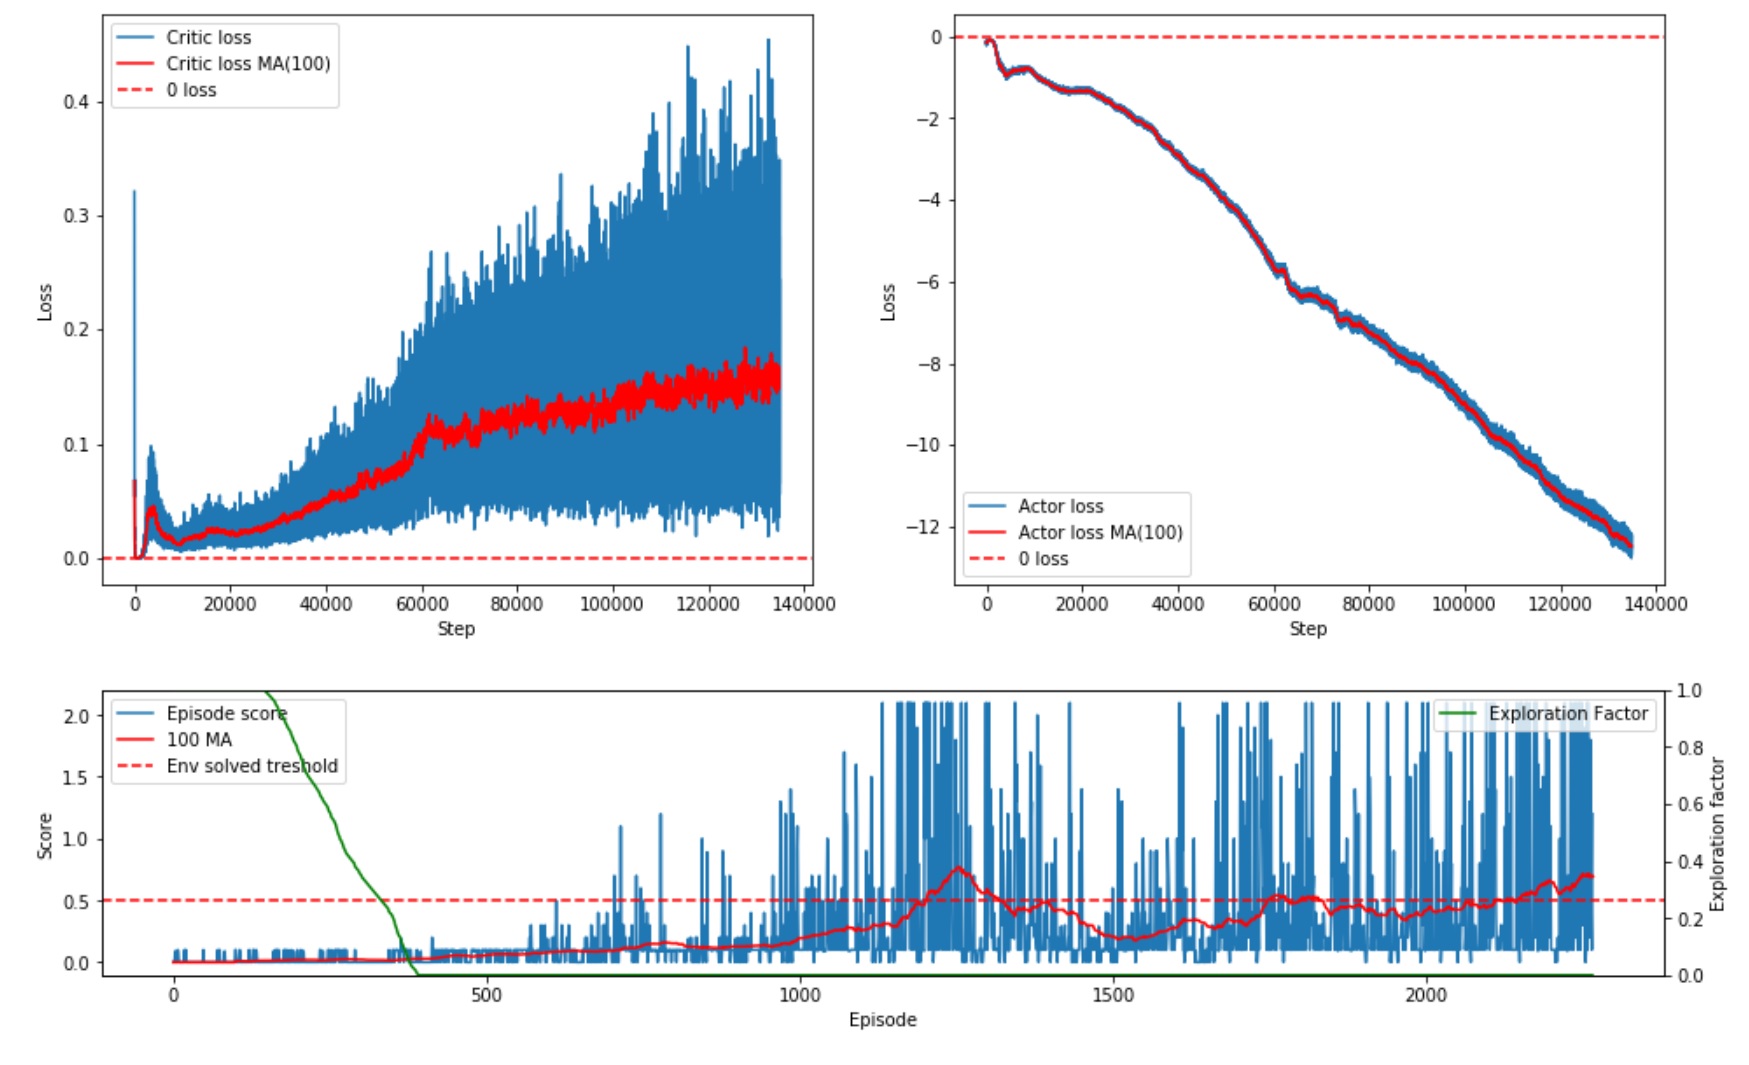 Critic loss
Critic loss MA(100)
0 loss
0.4
0.3
0.2
0.1
0.0
Loss
0 20000 40000 60000 80000 100000 120000 140000
Step
0
−2
−4
−6
−8
−10
−12
Loss
Actor loss
Actor loss MA(100)
0 loss
0 20000 40000 60000 80000 100000 120000 140000
Step
Episode score
100 MA
Env solved treshold
Exploration Factor
2.0
1.5
1.0
0.5
0.0
Score
1.0
0.8
0.6
0.4
0.2
0.0
Exploration factor
0 500 1000 1500 2000
Episode